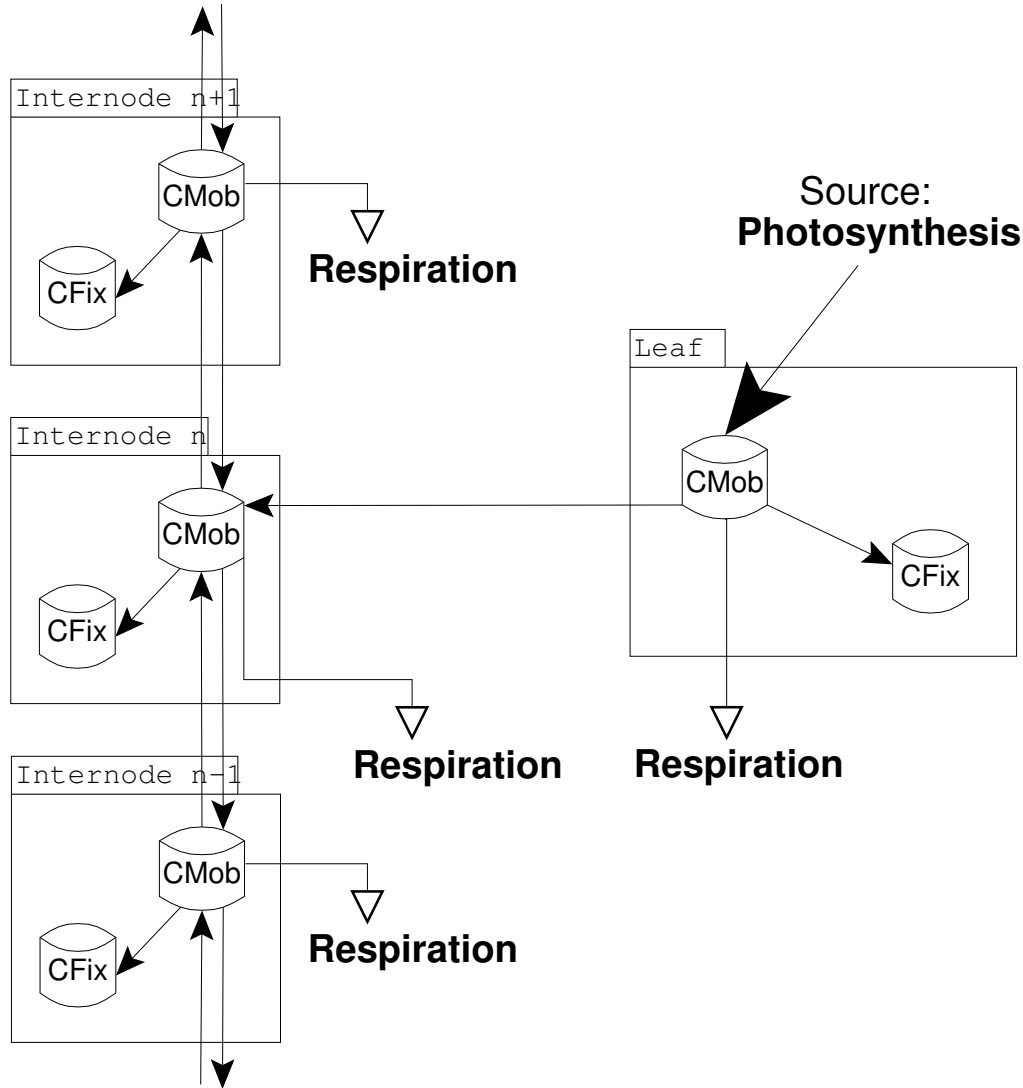 Internode n+1
CMob
CFix
Respiration
Source:
Photosynthesis
Leaf
CMob
CFix
Respiration
Internode n
CMob
CFix
Respiration
Internode n-1
CMob
CFix
Respiration